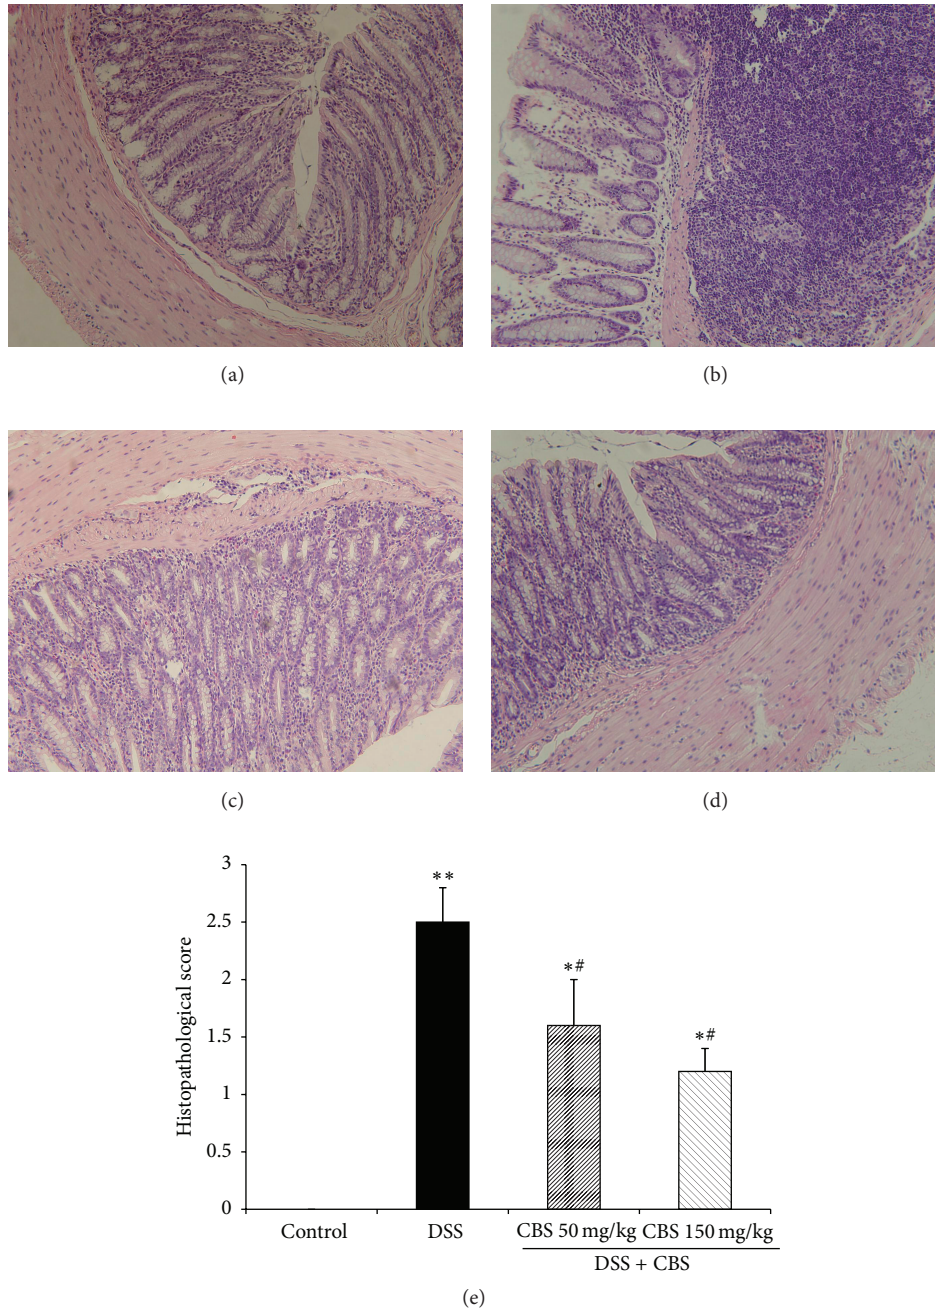 (a)
(b)
(c)
(d)
Histopathological score
3
2.5
2
1.5
1
0.5
0
**
*#
*#
Control
DSS
CBS 50 mg/kg
CBS 150 mg/kg
DSS + CBS
(e)